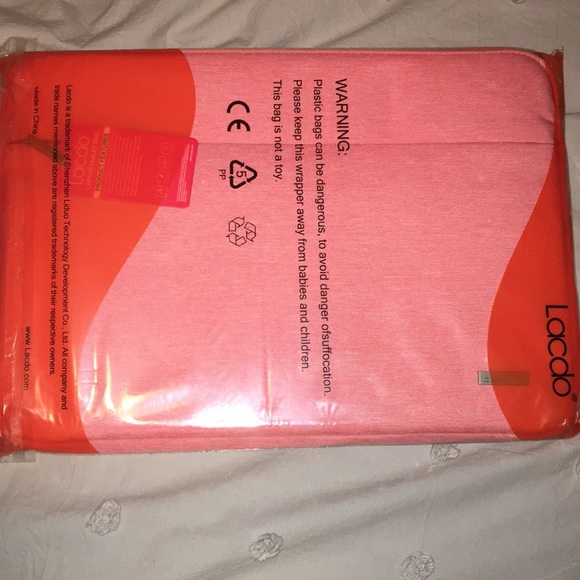 Lacdo®
WARNING:
Plastic bags can be dangerous, to avoid danger ofsuffocation.
Please keep this wrapper away from babies and children.
This bag is not a toy.
CE
5
PP
Lacdo is a trademark of Shenzhen Liduo Technology Development Co., Ltd. All company and
trade names mentioned above are registered trademarks of their respective owners.
Made in China
www.Lacdo.com
Lacdo